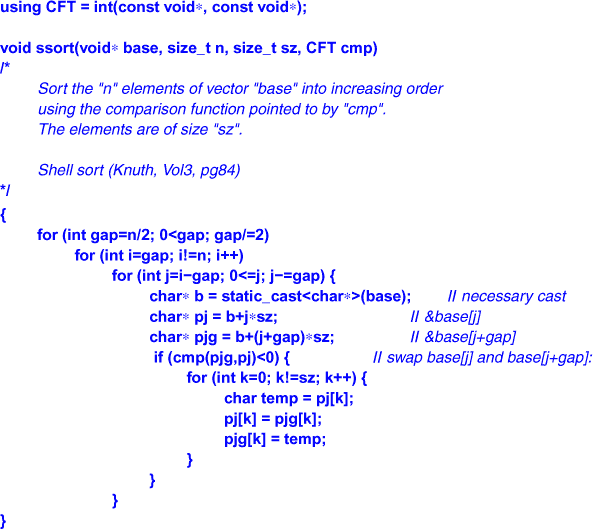 using CFT = int(const void∗, const void∗);
void ssort(void∗ base, size_t n, size_t sz, CFT cmp)
/*
Sort the "n" elements of vector "base" into increasing order
using the comparison function pointed to by "cmp".
The elements are of size "sz".
Shell sort (Knuth, Vol3, pg84)
*/
{
for (int gap=n/2; 0<gap; gap/=2)
for (int i=gap; i!=n; i++)
for (int j=i−gap; 0<=j; j−=gap) {
char∗ b = static_cast<char∗>(base); // necessary cast
char∗ pj = b+j∗sz; // &base[j]
char∗ pjg = b+(j+gap)∗sz; // &base[j+gap]
if (cmp(pjg,pj)<0) { // swap base[j] and base[j+gap]:
for (int k=0; k!=sz; k++) {
char temp = pj[k];
pj[k] = pjg[k];
pjg[k] = temp;
}
}
}
}